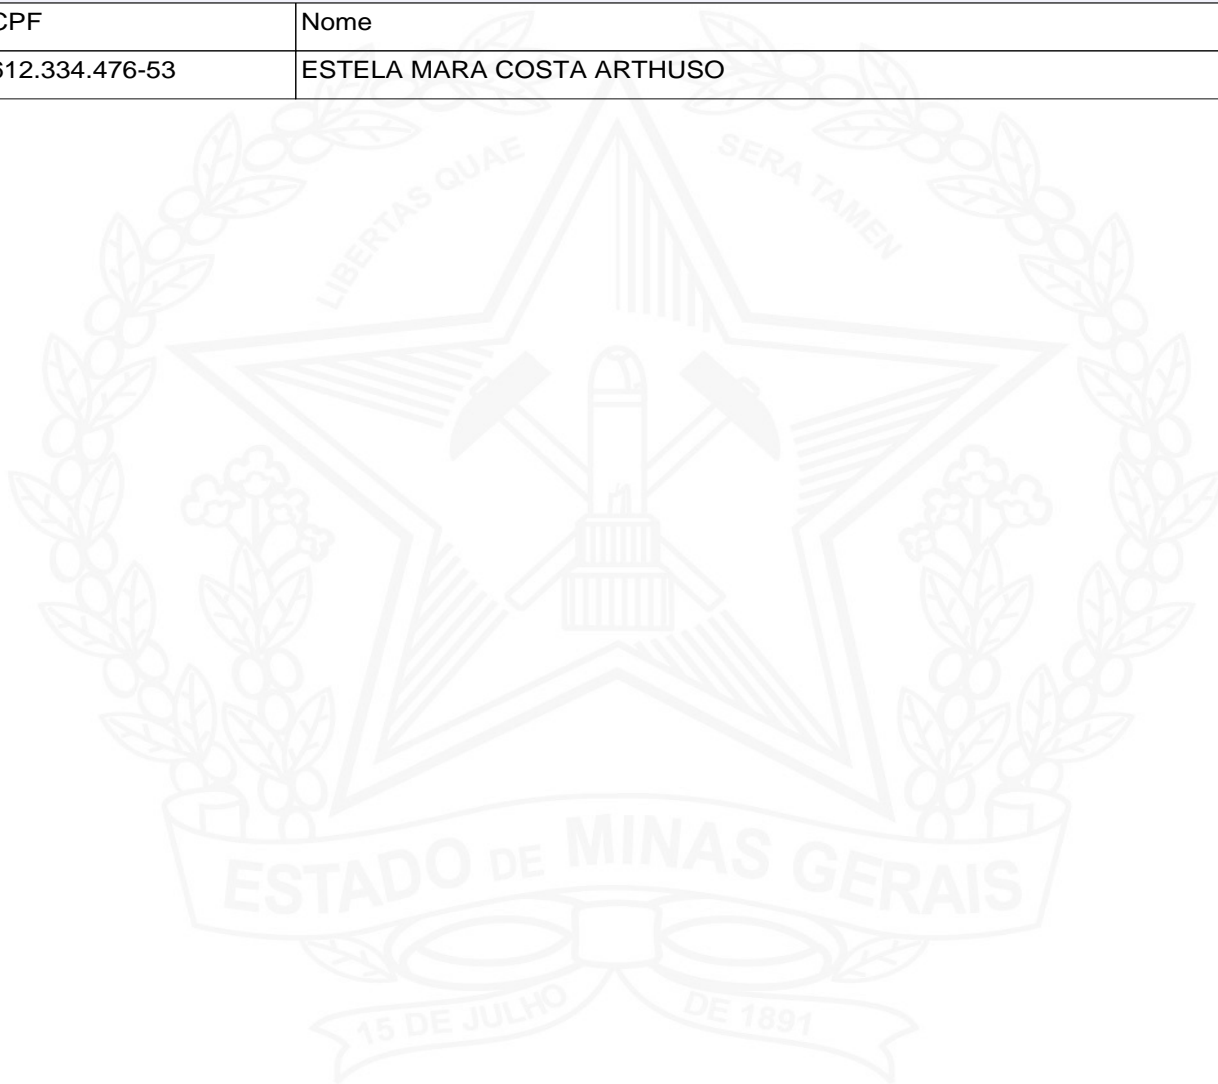 CPF Nome
612.334.476-53 ESTELA MARA COSTA ARTHUSO
LIBERTAS QUAE SERA TAMEN
ESTADO DE MINAS GERAIS
15 DE JULHO DE 1891